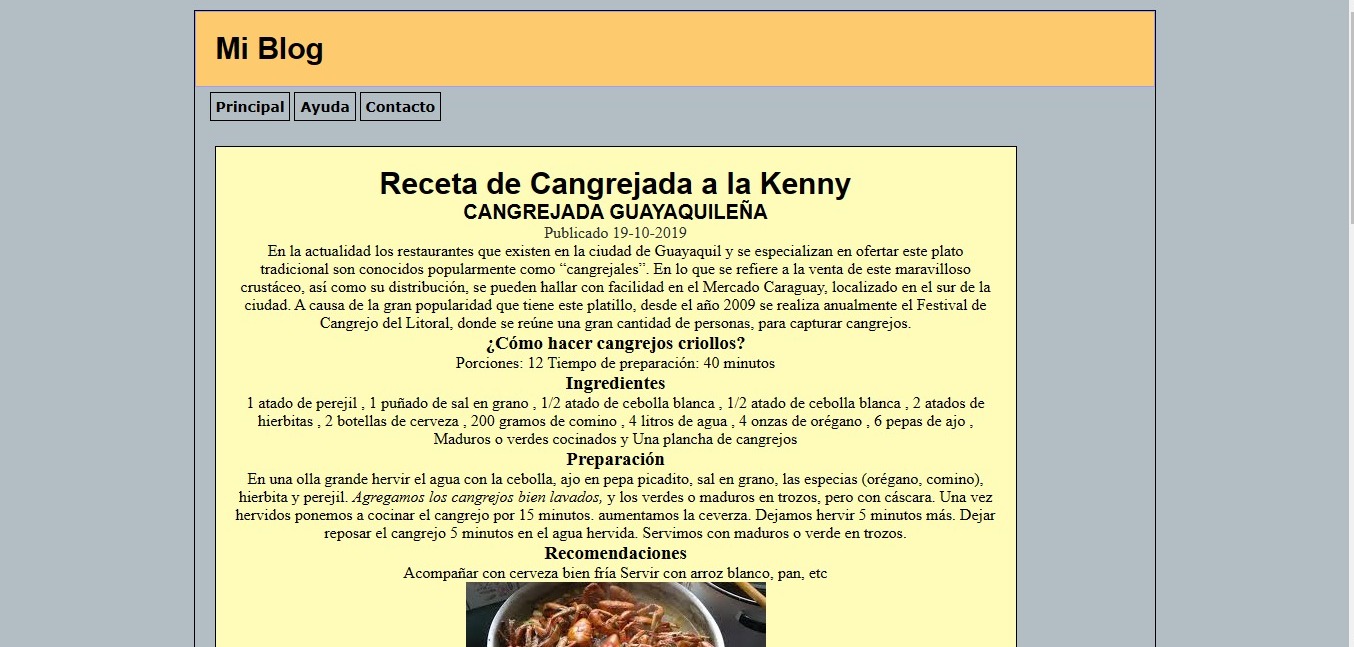 Mi Blog
Principal Ayuda Contacto
Receta de Cangrejada a la Kenny
CANGREJADA GUAYAQUILEÑA
Publicado 19-10-2019
En la actualidad los restaurantes que existen en la ciudad de Guayaquil y se especializan en ofertar este plato
tradicional son conocidos popularmente como “cangrejales”. En lo que se refiere a la venta de este maravilloso
crustáceo, así como su distribución, se pueden hallar con facilidad en el Mercado Caraguay, localizado en el sur de la
ciudad. A causa de la gran popularidad que tiene este platillo, desde el año 2009 se realiza anualmente el Festival de
Cangrejo del Litoral, donde se reúne una gran cantidad de personas, para capturar cangrejos.
¿Cómo hacer cangrejos criollos?
Porciones: 12 Tiempo de preparación: 40 minutos
Ingredientes
1 atado de perejil , 1 puñado de sal en grano , 1/2 atado de cebolla blanca , 1/2 atado de cebolla blanca , 2 atados de
hierbitas , 2 botellas de cerveza , 200 gramos de comino , 4 litros de agua , 4 onzas de orégano , 6 pepas de ajo ,
Maduros o verdes cocinados y Una plancha de cangrejos
Preparación
En una olla grande hervir el agua con la cebolla, ajo en pepa picadito, sal en grano, las especias (orégano, comino),
hierbita y perejil. Agregamos los cangrejos bien lavados, y los verdes o maduros en trozos, pero con cáscara. Una vez
hervidos ponemos a cocinar el cangrejo por 15 minutos. aumentamos la ceverza. Dejamos hervir 5 minutos más. Dejar
reposar el cangrejo 5 minutos en el agua hervida. Servimos con maduros o verde en trozos.
Recomendaciones
Acompañar con cerveza bien fría Servir con arroz blanco, pan, etc